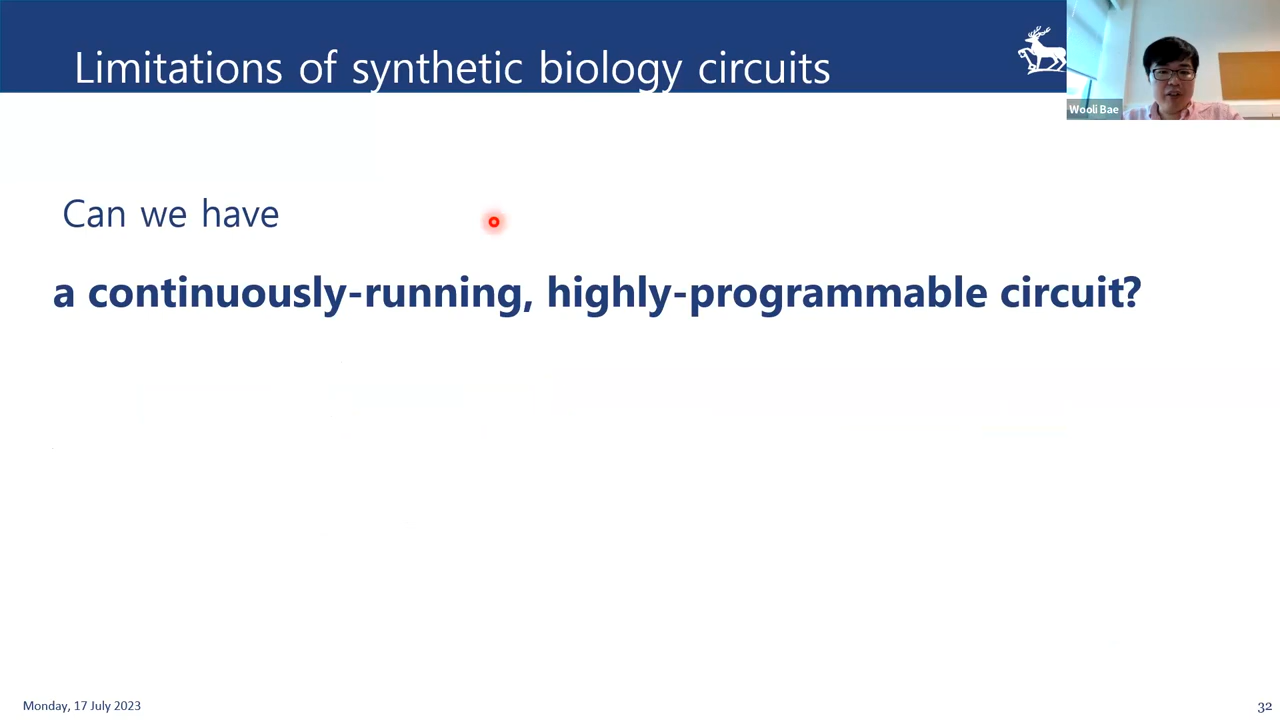 Limitations of synthetic biology circuits
Wooli Bae
Can we have
a continuously-running, highly-programmable circuit?
Monday, 17 July 2023
32